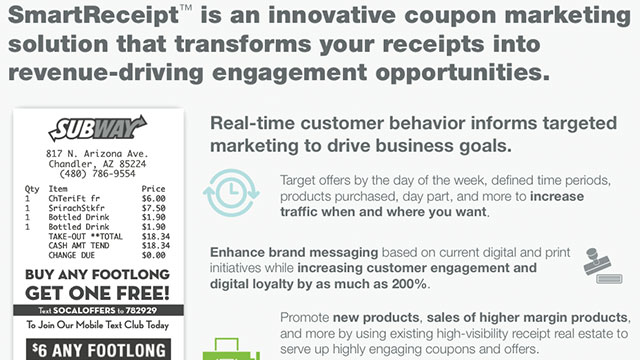 SmartReceipt™ is an innovative coupon marketing
solution that transforms your receipts into
revenue-driving engagement opportunities.
SUBWAY
817 N. Arizona Ave.
Chandler, AZ 85224
(480) 786-9554
Qty Item Price
1 ChTeriFt fr $6.00
1 SrirachStkfr $7.50
1 Bottled Drink $1.90
1 Bottled Drink $1.90
TAKE-OUT **TOTAL $18.34
CASH AMT TEND $18.34
CHANGE DUE $0.00
BUY ANY FOOTLONG
GET ONE FREE!
Text SOCALOFFERS to 782929
To Join Our Mobile Text Club Today
$6 ANY FOOTLONG
Real-time customer behavior informs targeted
marketing to drive business goals.
Target offers by the day of the week, defined time periods,
products purchased, day part, and more to increase
traffic when and where you want.
Enhance brand messaging based on current digital and print
initiatives while increasing customer engagement and
digital loyalty by as much as 200%.
Promote new products, sales of higher margin products,
and more by using existing high-visibility receipt real estate to
serve up highly engaging coupons and offers.